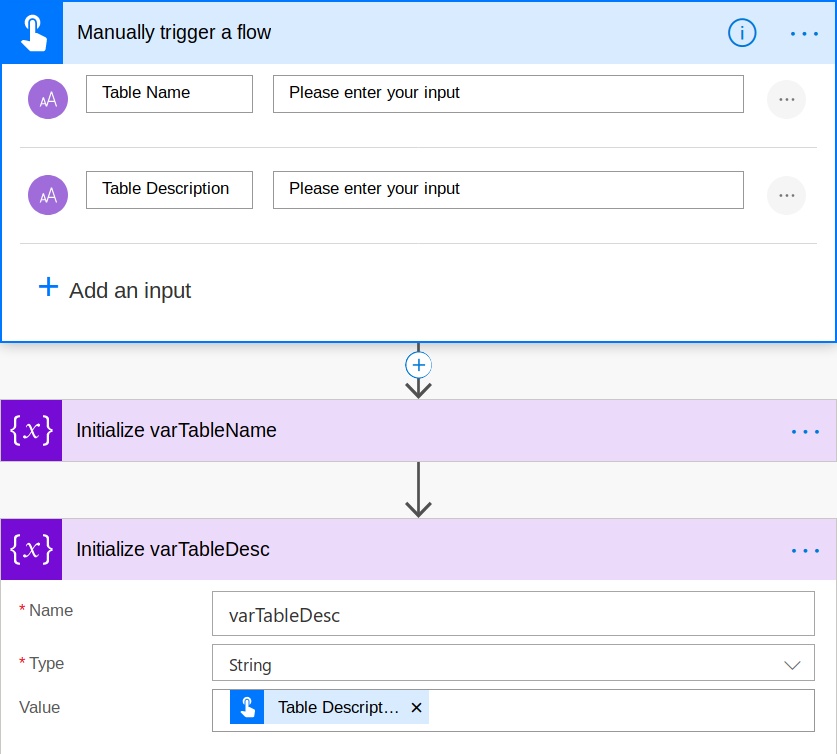 Manually trigger a flow
Table Name
Please enter your input
Table Description
Please enter your input
Add an input
Initialize varTableName
Initialize varTableDesc
* Name
varTableDesc
* Type
String
Value
Table Descript...